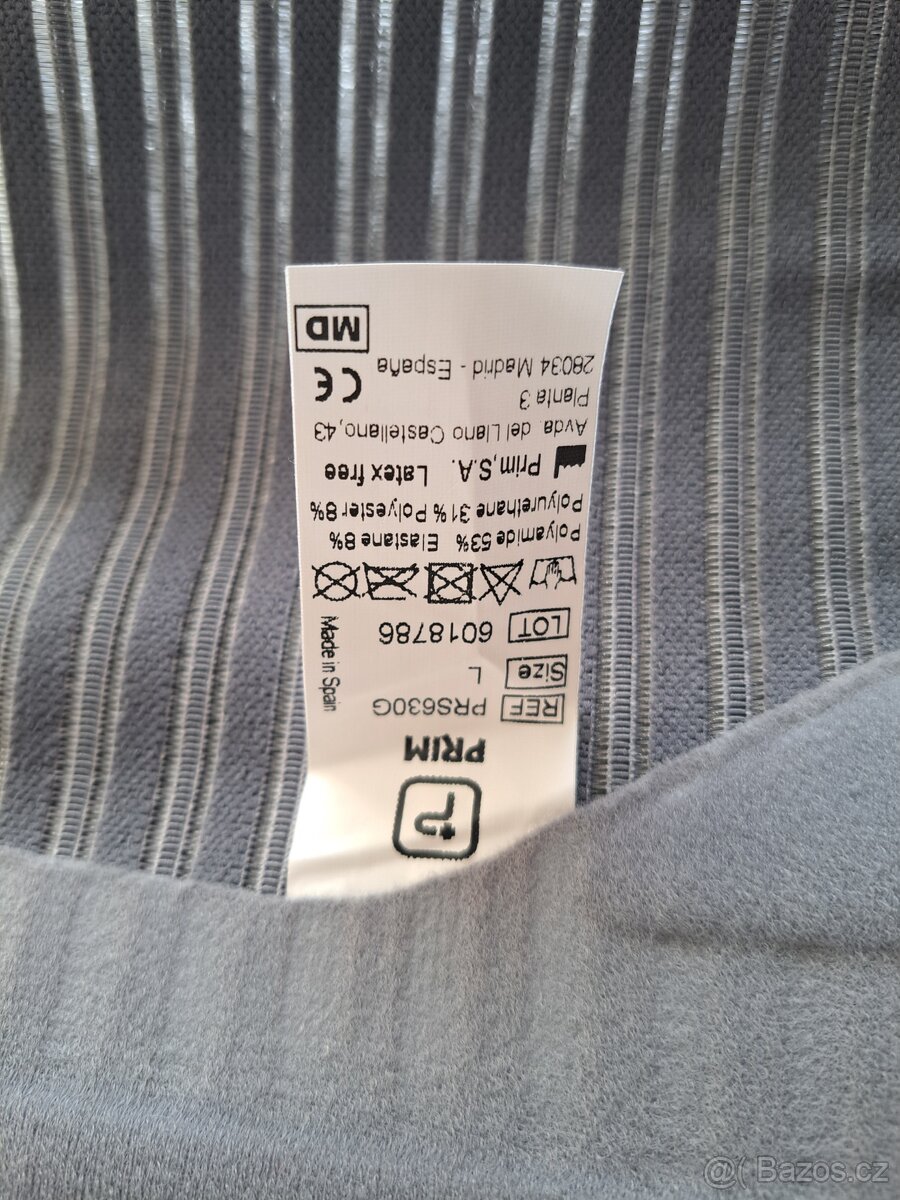 PRIM
REF PRS630G
Size L
LOT 6018786
Made in Spain
Polyamide 53% Elastane 8%
Polyurethane 31% Polyester 8%
Prim,S.A. Latex free
Avda. del Llano Castellano,43
Planta 3
28034 Madrid - España
CE
MD
@( Bazos.cz